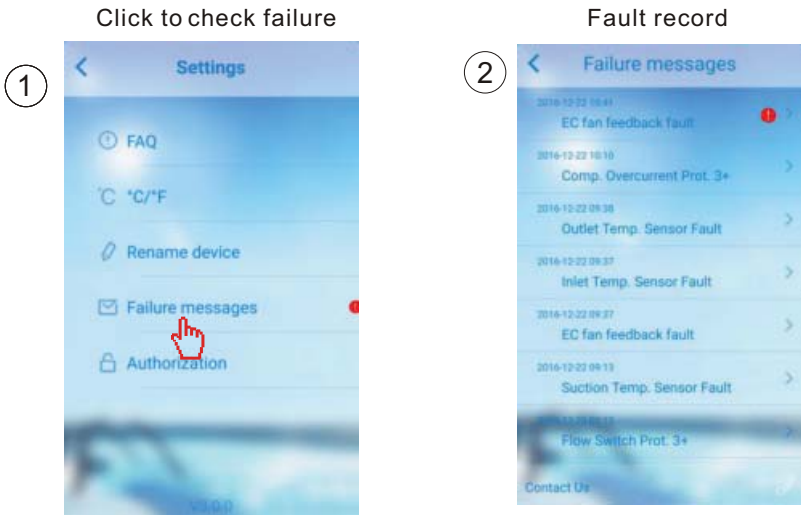 Click to check failure
1
Settings
FAQ
°C °C/°F
Rename device
Failure messages
Authorization
V3.0.0
Fault record
2
Failure messages
2016-12-22 10:41
EC fan feedback fault
2016-12-22 10:10
Comp. Overcurrent Prot. 3+
2016-12-22 09:38
Outlet Temp. Sensor Fault
2016-12-22 09:37
Inlet Temp. Sensor Fault
2016-12-22 09:37
EC fan feedback fault
2016-12-22 09:13
Suction Temp. Sensor Fault
Flow Switch Prot. 3+
Contact Us